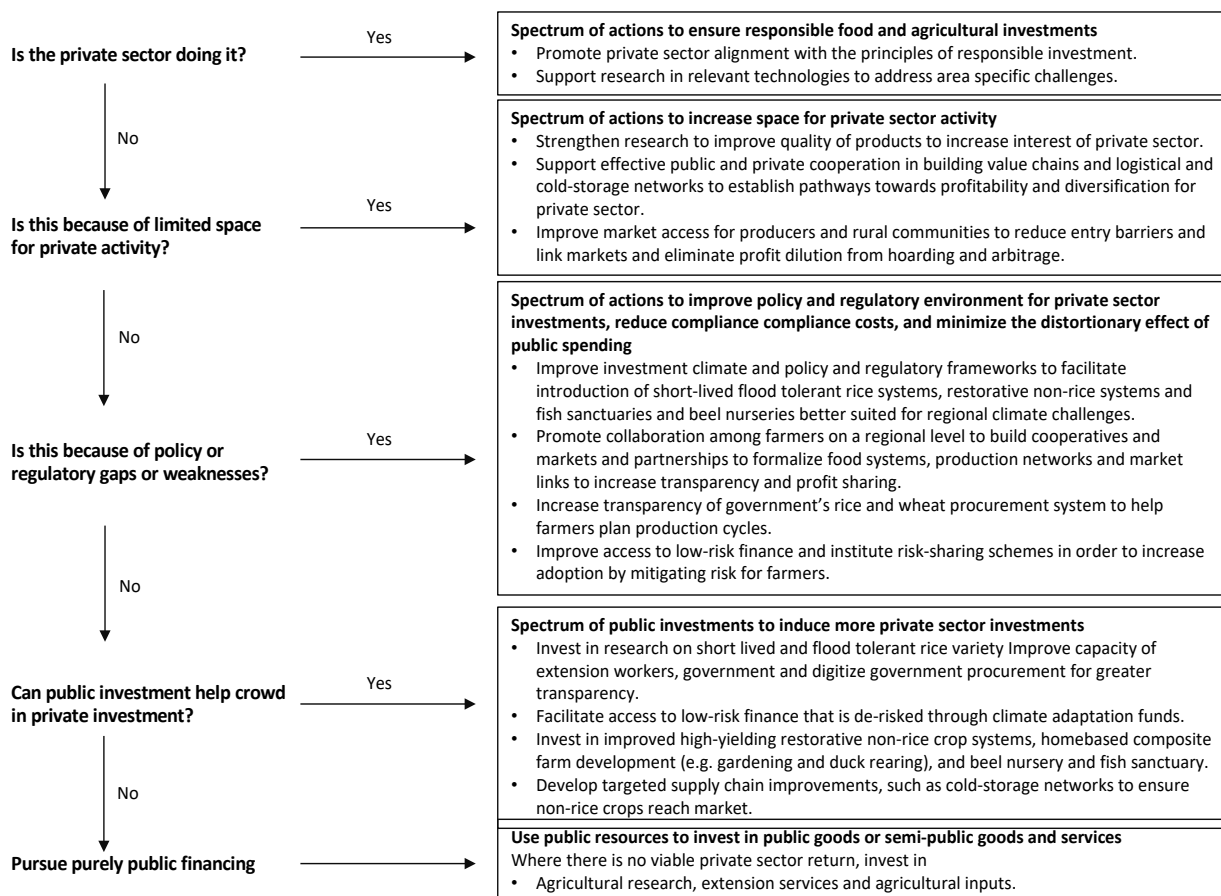 Is the private sector doing it?
Yes
Spectrum of actions to ensure responsible food and agricultural investments
• Promote private sector alignment with the principles of responsible investment.
• Support research in relevant technologies to address area specific challenges.
No
Spectrum of actions to increase space for private sector activity
• Strengthen research to improve quality of products to increase interest of private sector.
• Support effective public and private cooperation in building value chains and logistical and
cold-storage networks to establish pathways towards profitability and diversification for
private sector.
• Improve market access for producers and rural communities to reduce entry barriers and
link markets and eliminate profit dilution from hoarding and arbitrage.
Is this because of limited space
for private activity?
Yes
No
Spectrum of actions to improve policy and regulatory environment for private sector
investments, reduce compliance compliance costs, and minimize the distortionary effect of
public spending
• Improve investment climate and policy and regulatory frameworks to facilitate
introduction of short-lived flood tolerant rice systems, restorative non-rice systems and
fish sanctuaries and beel nurseries better suited for regional climate challenges.
• Promote collaboration among farmers on a regional level to build cooperatives and
markets and partnerships to formalize food systems, production networks and market
links to increase transparency and profit sharing.
• Increase transparency of government's rice and wheat procurement system to help
farmers plan production cycles.
• Improve access to low-risk finance and institute risk-sharing schemes in order to increase
adoption by mitigating risk for farmers.
Is this because of policy or
regulatory gaps or weaknesses?
Yes
No
Spectrum of public investments to induce more private sector investments
• Invest in research on short lived and flood tolerant rice variety Improve capacity of
extension workers, government and digitize government procurement for greater
transparency.
• Facilitate access to low-risk finance that is de-risked through climate adaptation funds.
• Invest in improved high-yielding restorative non-rice crop systems, homebased composite
farm development (e.g. gardening and duck rearing), and beel nursery and fish sanctuary.
• Develop targeted supply chain improvements, such as cold-storage networks to ensure
non-rice crops reach market.
Can public investment help crowd
in private investment?
Yes
No
Use public resources to invest in public goods or semi-public goods and services
Where there is no viable private sector return, invest in
• Agricultural research, extension services and agricultural inputs.
Pursue purely public financing